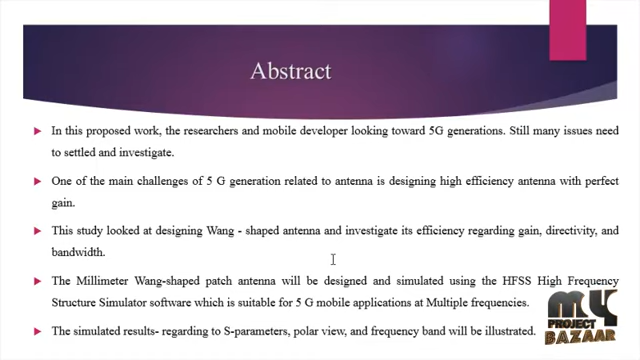 Abstract
In this proposed work, the researchers and mobile developer looking toward 5G generations. Still many issues need
to settled and investigate.
One of the main challenges of 5 G generation related to antenna is designing high efficiency antenna with perfect
gain.
This study looked at designing Wang - shaped antenna and investigate its efficiency regarding gain, directivity, and
bandwidth.
The Millimeter Wang-shaped patch antenna will be designed and simulated using the HFSS High Frequency
Structure Simulator software which is suitable for 5 G mobile applications at Multiple frequencies.
The simulated results- regarding to S-parameters, polar view, and frequency band will be illustrated.
MY
PROJECT
BAZAAR